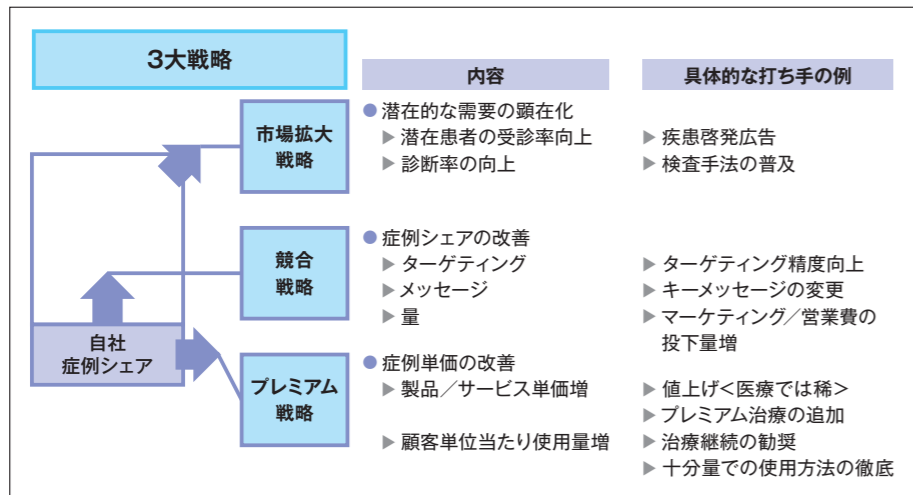 3大戦略
内容
具体的な打ち手の例
市場拡大
戦略
● 潜在的な需要の顕在化
▶ 潜在患者の受診率向上
▶ 疾患啓発広告
▶ 診断率の向上
▶ 検査手法の普及
競合
戦略
● 症例シェアの改善
▶ ターゲティング
▶ ターゲティング精度向上
▶ メッセージ
▶ キーメッセージの変更
▶ 量
▶ マーケティング／営業費の
投下量増
自社
症例シェア
プレミアム
戦略
● 症例単価の改善
▶ 製品／サービス単価増
▶ 値上げ＜医療では稀＞
▶ プレミアム治療の追加
▶ 顧客単位当たり使用量増
▶ 治療継続の勧奨
▶ 十分量での使用方法の徹底